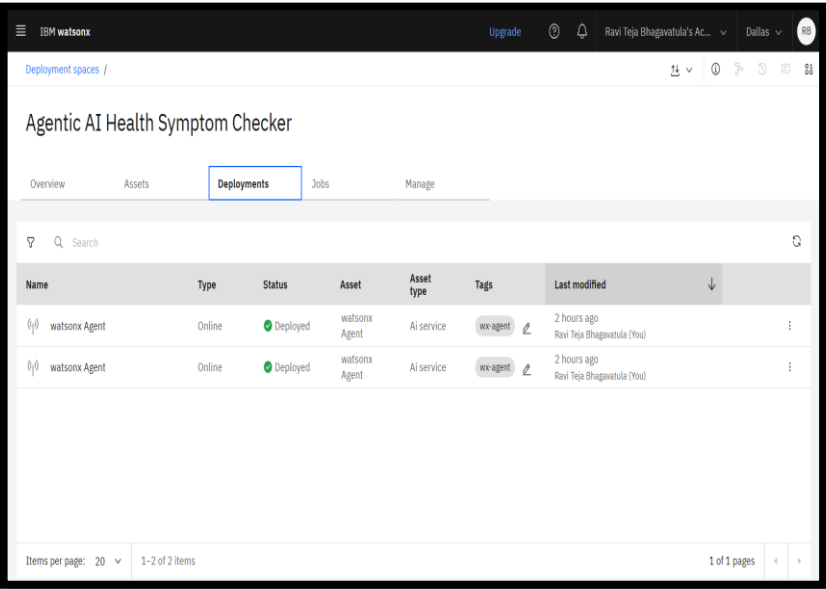 IBM watsonx Upgrade Ravi Teja Bhagavatula's Ac... Dallas RB
Deployment spaces /
Agentic AI Health Symptom Checker
Overview Assets Deployments Jobs Manage
Search
Name Type Status Asset Asset type Tags Last modified
watsonx Agent Online Deployed watsonx Agent Ai service wx-agent 2 hours ago
Ravi Teja Bhagavatula (You)
watsonx Agent Online Deployed watsonx Agent Ai service wx-agent 2 hours ago
Ravi Teja Bhagavatula (You)
Items per page: 20 1–2 of 2 items 1 of 1 pages